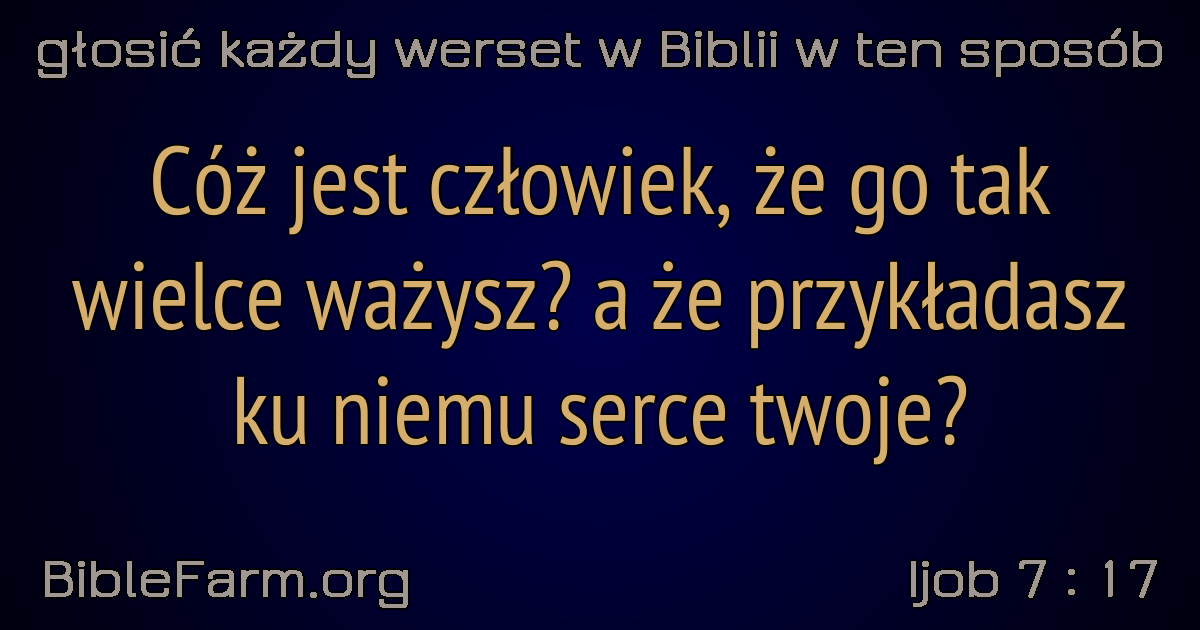 głosić każdy werset w Biblii w ten sposób
Cóż jest człowiek, że go tak
wielce ważysz? a że przykładasz
ku niemu serce twoje?
BibleFarm.org
Ijob 7 : 17